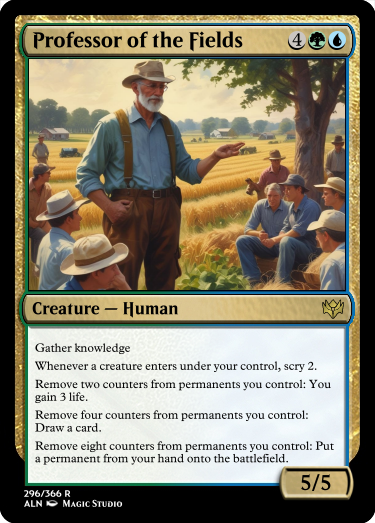 Professor of the Fields 4
Creature — Human
Gather knowledge
Whenever a creature enters under your control, scry 2.
Remove two counters from permanents you control: You
gain 3 life.
Remove four counters from permanents you control:
Draw a card.
Remove eight counters from permanents you control: Put
a permanent from your hand onto the battlefield.
5/5
296/366 R
ALN Magic Studio